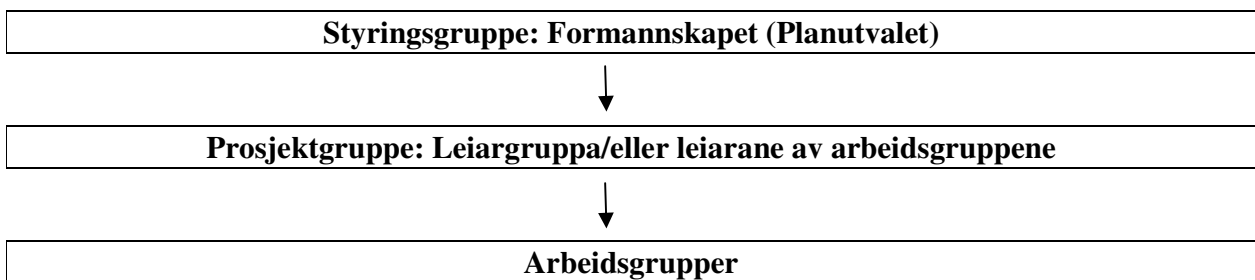 Styringsgruppe: Formannskapet (Planutvalet)
Prosjektgruppe: Leiargruppa/eller leiarane av arbeidsgruppene
Arbeidsgrupper